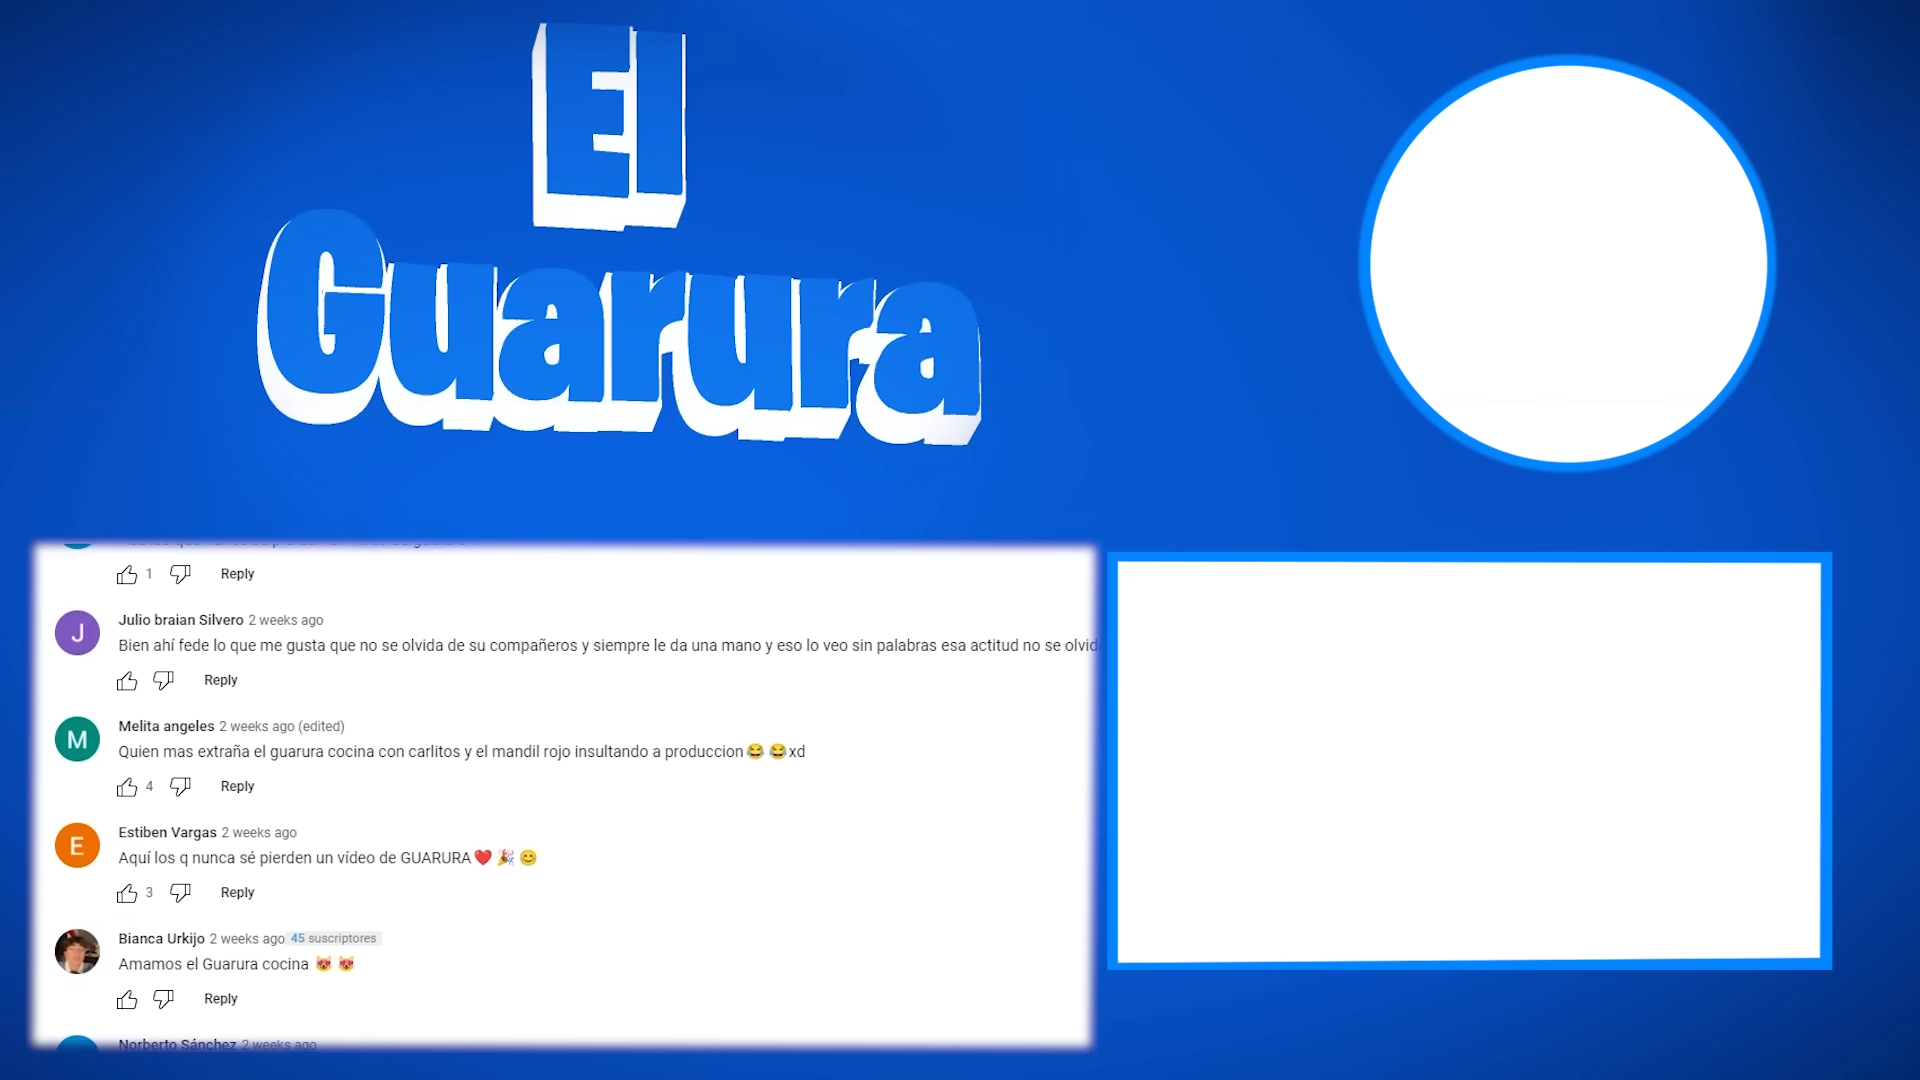 El
Guarura
1 Reply
J
Julio braian Silvero 2 weeks ago
Bien ahí fede lo que me gusta que no se olvida de su compañeros y siempre le da una mano y eso lo veo sin palabras esa actitud no se olvid
Reply
M
Melita angeles 2 weeks ago (edited)
Quien mas extraña el guarura cocina con carlitos y el mandil rojo insultando a produccion😂 😂xd
4 Reply
E
Estiben Vargas 2 weeks ago
Aquí los q nunca sé pierden un vídeo de GUARURA❤️ 🎉 😊
3 Reply
Bianca Urkijo 2 weeks ago 45 suscriptores
Amamos el Guarura cocina 😻 😻
Reply
Norberto Sánchez 2 weeks ago